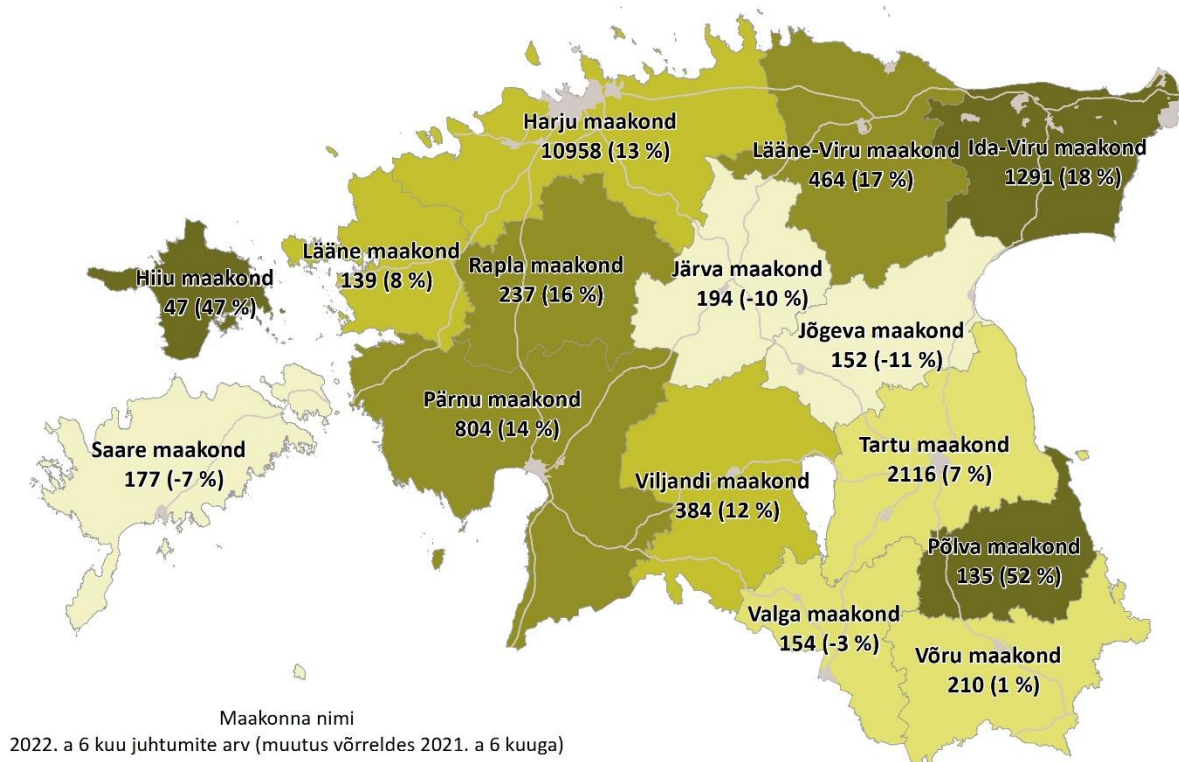 Harju maakond
10958 (13 %)
Lääne-Viru maakond
464 (17 %)
Ida-Viru maakond
1291 (18 %)
Hiiu maakond
47 (47 %)
Lääne maakond
139 (8 %)
Rapla maakond
237 (16 %)
Järva maakond
194 (-10 %)
Jõgeva maakond
152 (-11 %)
Pärnu maakond
804 (14 %)
Saare maakond
177 (-7 %)
Viljandi maakond
384 (12 %)
Tartu maakond
2116 (7 %)
Põlva maakond
135 (52 %)
Valga maakond
154 (-3 %)
Võru maakond
210 (1 %)
Maakonna nimi
2022. a 6 kuu juhtumite arv (muutus võrreldes 2021. a 6 kuuga)